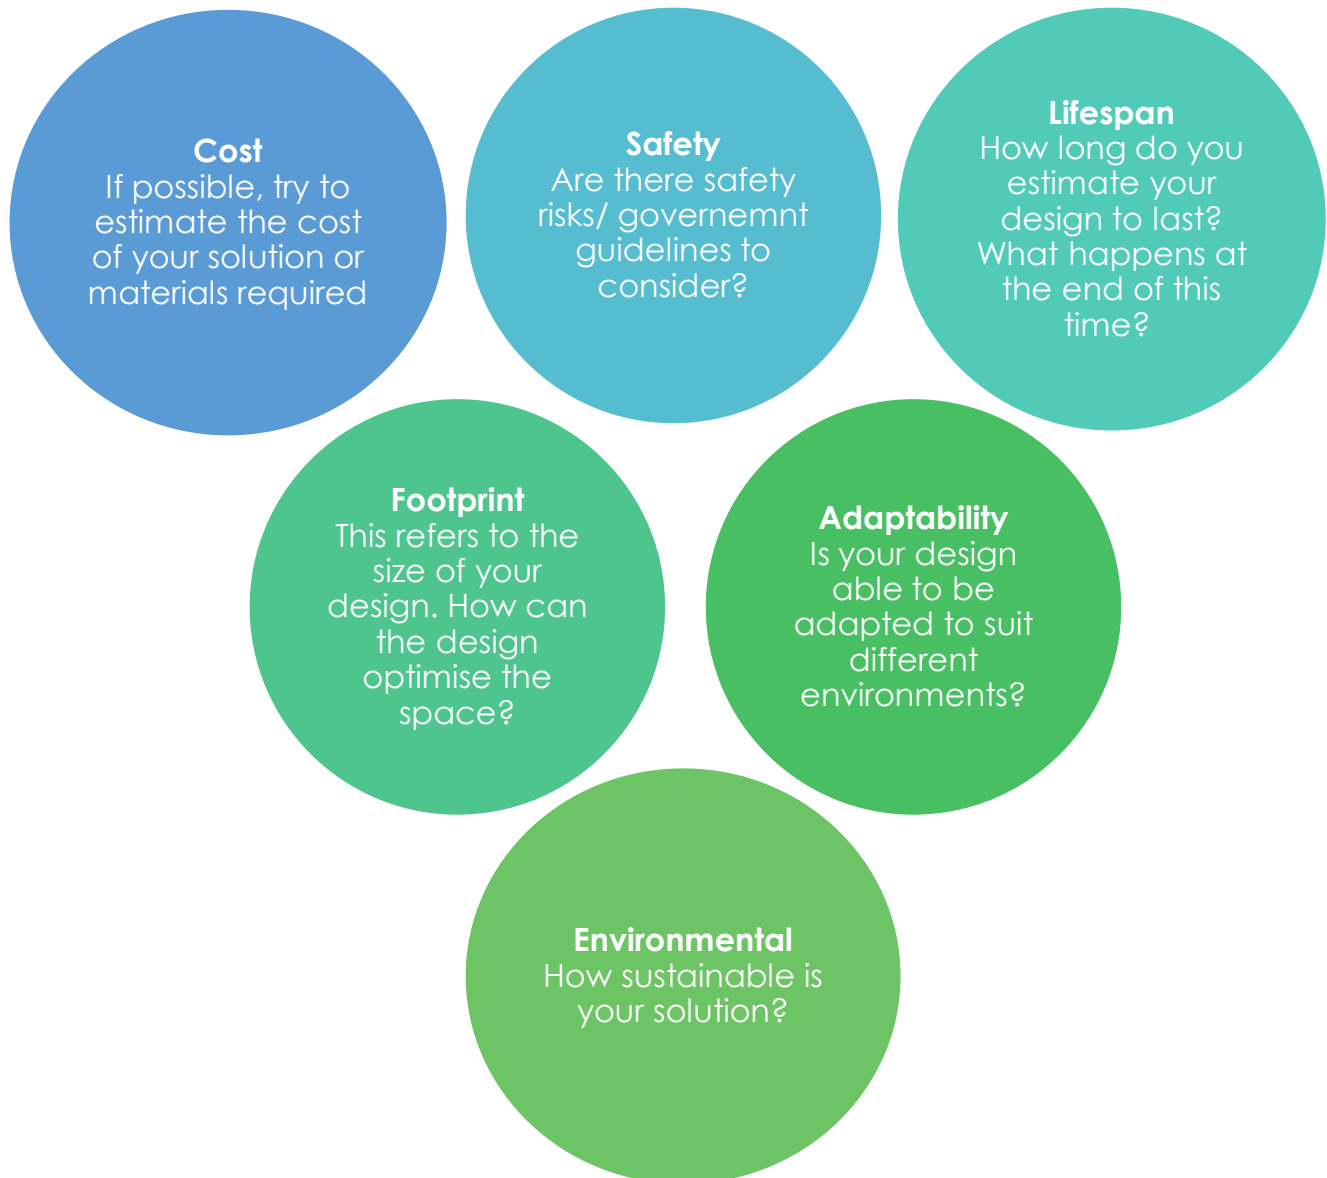 Cost
If possible, try to
estimate the cost
of your solution or
materials required
Safety
Are there safety
risks/ governemnt
guidelines to
consider?
Lifespan
How long do you
estimate your
design to last?
What happens at
the end of this
time?
Footprint
This refers to the
size of your
design. How can
the design
optimise the
space?
Adaptability
Is your design
able to be
adapted to suit
different
environments?
Environmental
How sustainable is
your solution?